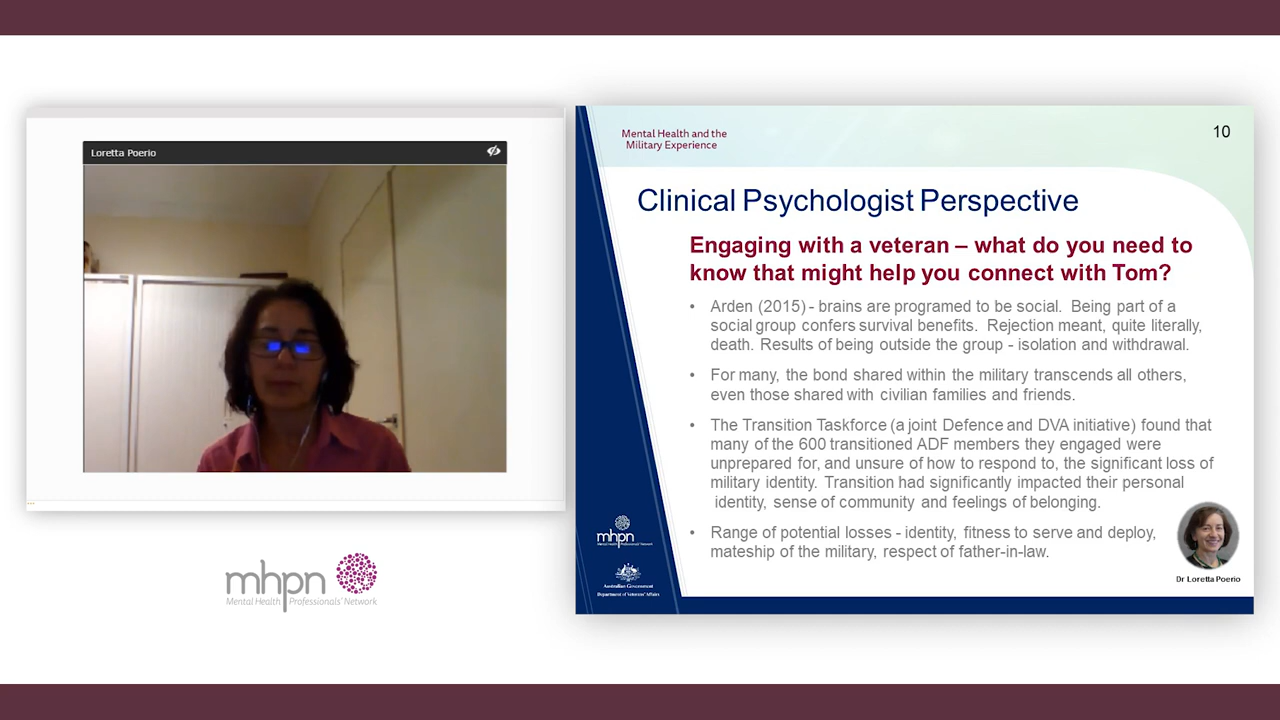 Loretta Poerio
mhpn
Mental Health Professionals' Network
Mental Health and the
Military Experience
10
Clinical Psychologist Perspective
Engaging with a veteran – what do you need to
know that might help you connect with Tom?
• Arden (2015) - brains are programed to be social. Being part of a
social group confers survival benefits. Rejection meant, quite literally,
death. Results of being outside the group - isolation and withdrawal.
• For many, the bond shared within the military transcends all others,
even those shared with civilian families and friends.
• The Transition Taskforce (a joint Defence and DVA initiative) found that
many of the 600 transitioned ADF members they engaged were
unprepared for, and unsure of how to respond to, the significant loss of
military identity. Transition had significantly impacted their personal
identity, sense of community and feelings of belonging.
• Range of potential losses - identity, fitness to serve and deploy,
mateship of the military, respect of father-in-law.
mhpn
Mental Health Professionals' Network
Australian Government
Department of Veterans' Affairs
Dr Loretta Poerio